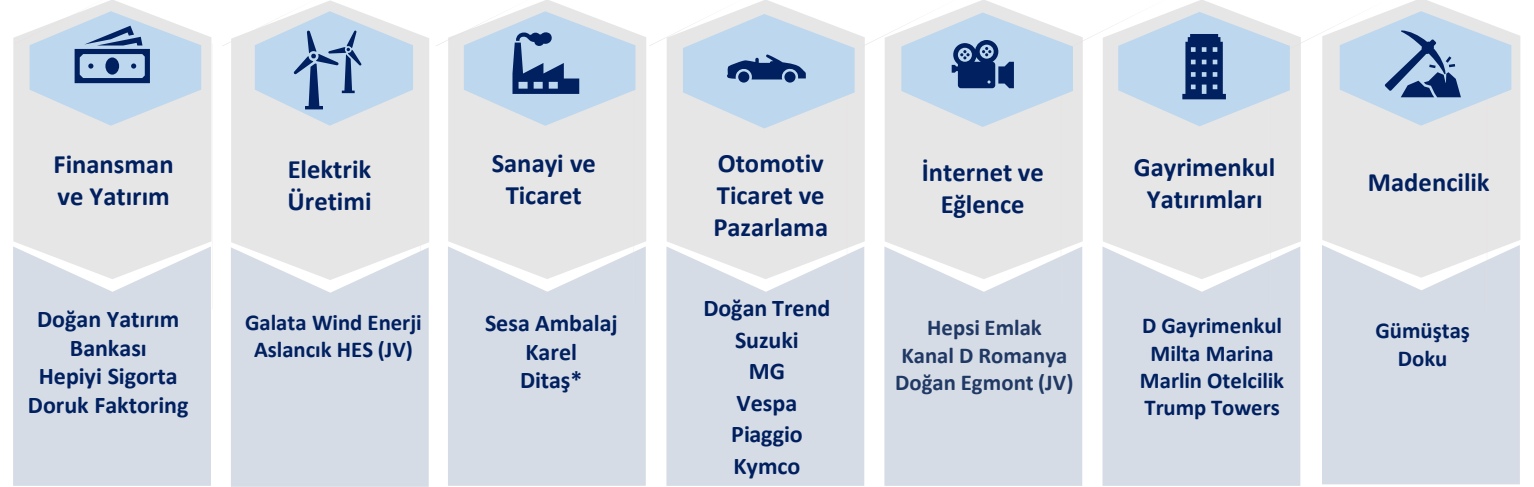 Finansman
ve Yatırım
Doğan Yatırım
Bankası
Hepiyi Sigorta
Doruk Faktoring
Elektrik
Üretimi
Galata Wind Enerji
Aslancık HES (JV)
Sanayi ve
Ticaret
Sesa Ambalaj
Karel
Ditaş*
Otomotiv
Ticaret ve
Pazarlama
Doğan Trend
Suzuki
MG
Vespa
Piaggio
Kymco
İnternet ve
Eğlence
Hepsi Emlak
Kanal D Romanya
Doğan Egmont (JV)
Gayrimenkul
Yatırımları
D Gayrimenkul
Milta Marina
Marlin Otelcilik
Trump Towers
Madencilik
Gümüştaş
Doku